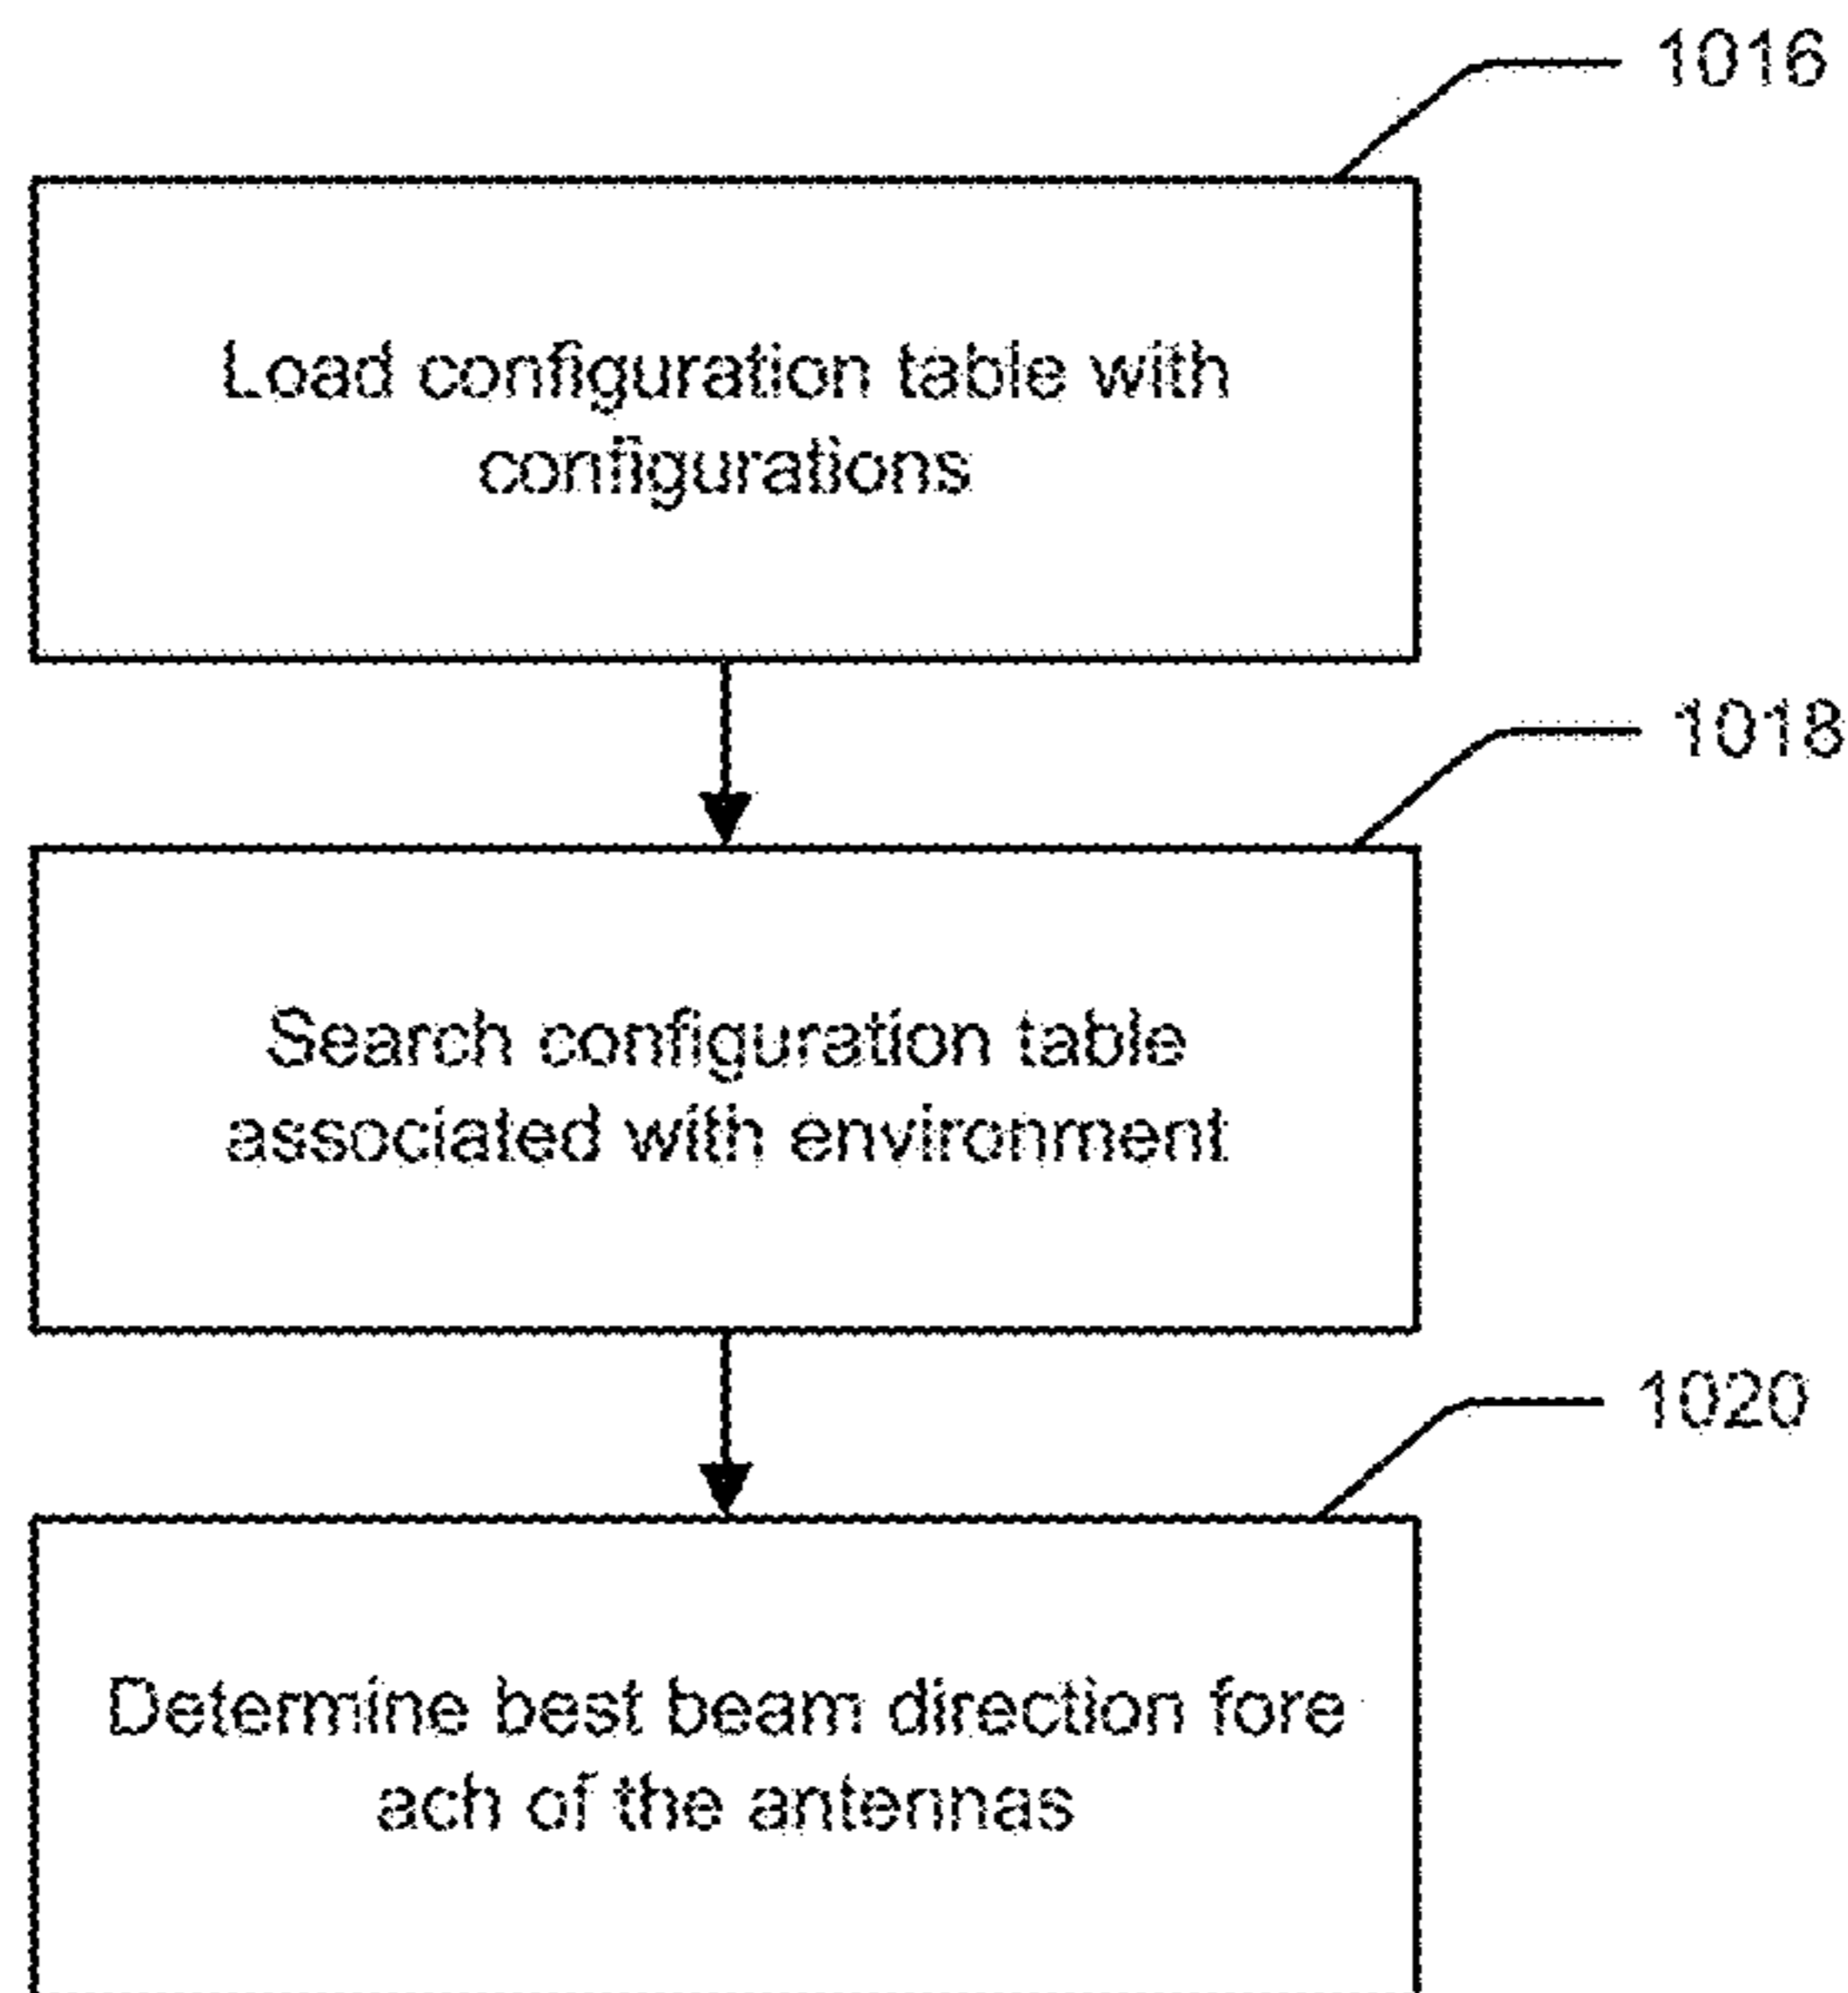 1016
Load configuration table with
configurations
1018
Search configuration table
associated with environment
1020
Determine best beam direction fore
ach of the antennas